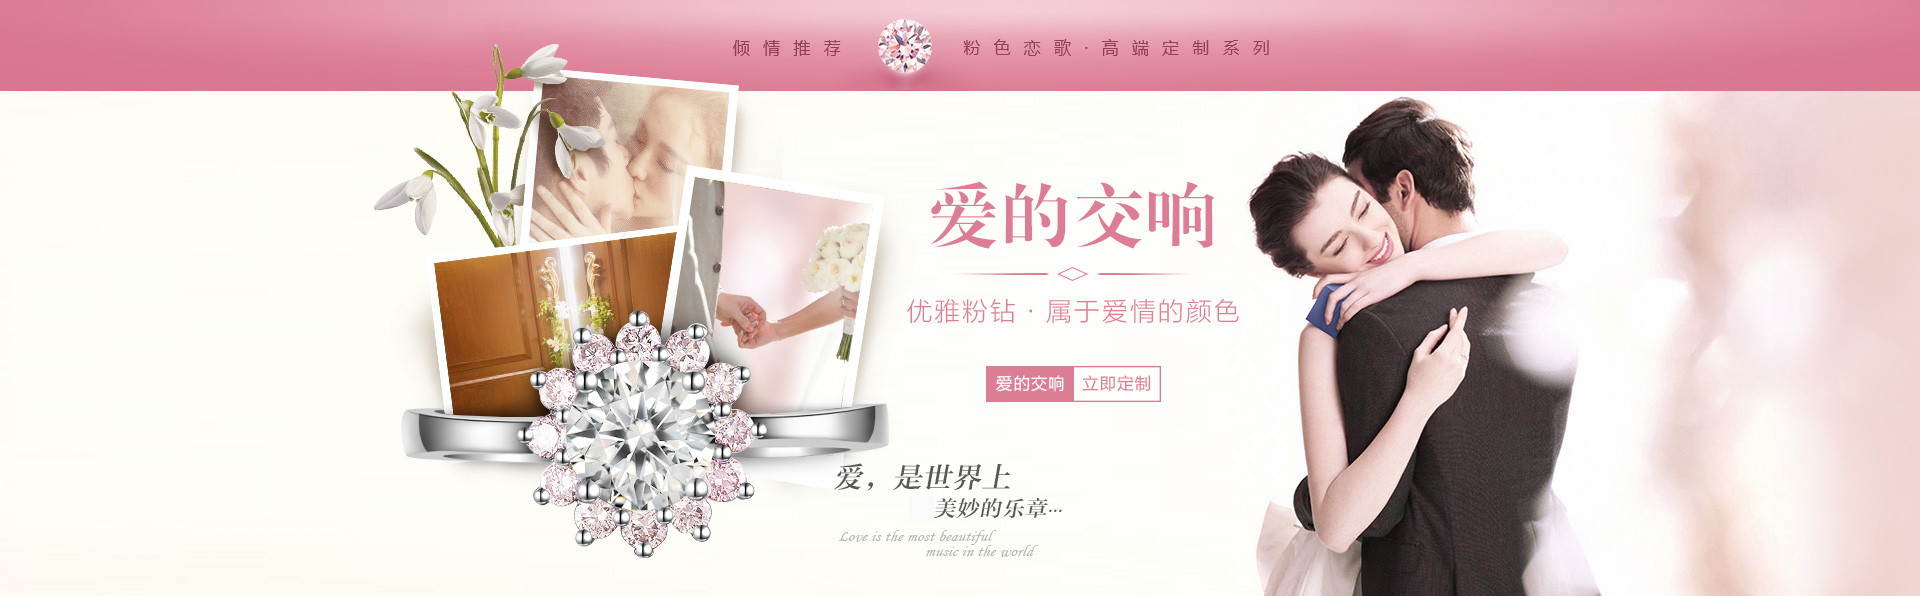 倾情推荐 粉色恋歌·高端定制系列
爱的交响
优雅粉钻·属于爱情的颜色
爱的交响 立即定制
爱，是世界上
美妙的乐章...
Love is the most beautiful
music in the world